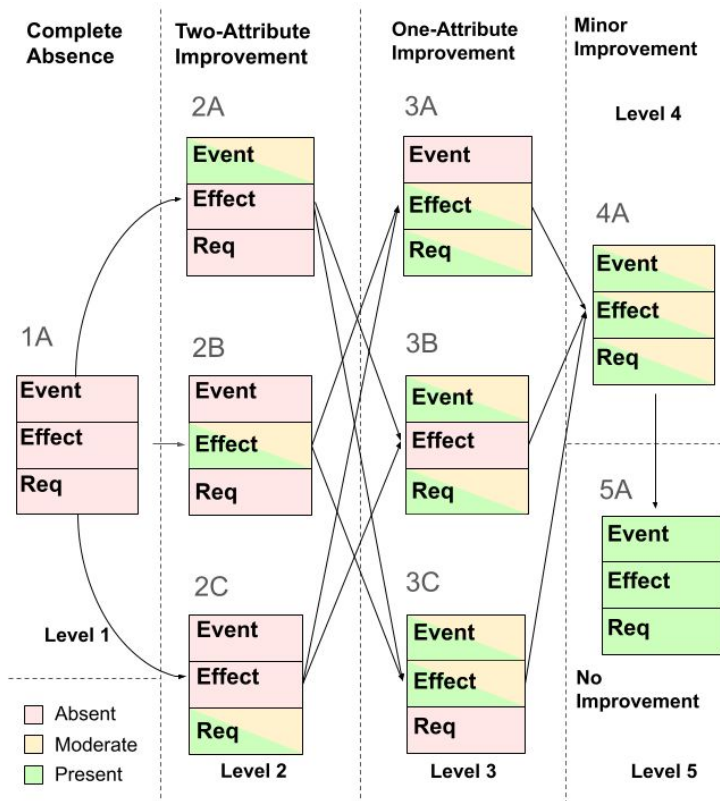 Complete
Absence
Two-Attribute
Improvement
One-Attribute
Improvement
Minor
Improvement
Level 4
1A
Event
Effect
Req
Level 1
2A
Event
Effect
Req
2B
Event
Effect
Req
2C
Event
Effect
Req
Level 2
3A
Event
Effect
Req
3B
Event
Effect
Req
3C
Event
Effect
Req
Level 3
4A
Event
Effect
Req
5A
Event
Effect
Req
No
Improvement
Level 5
Absent
Moderate
Present